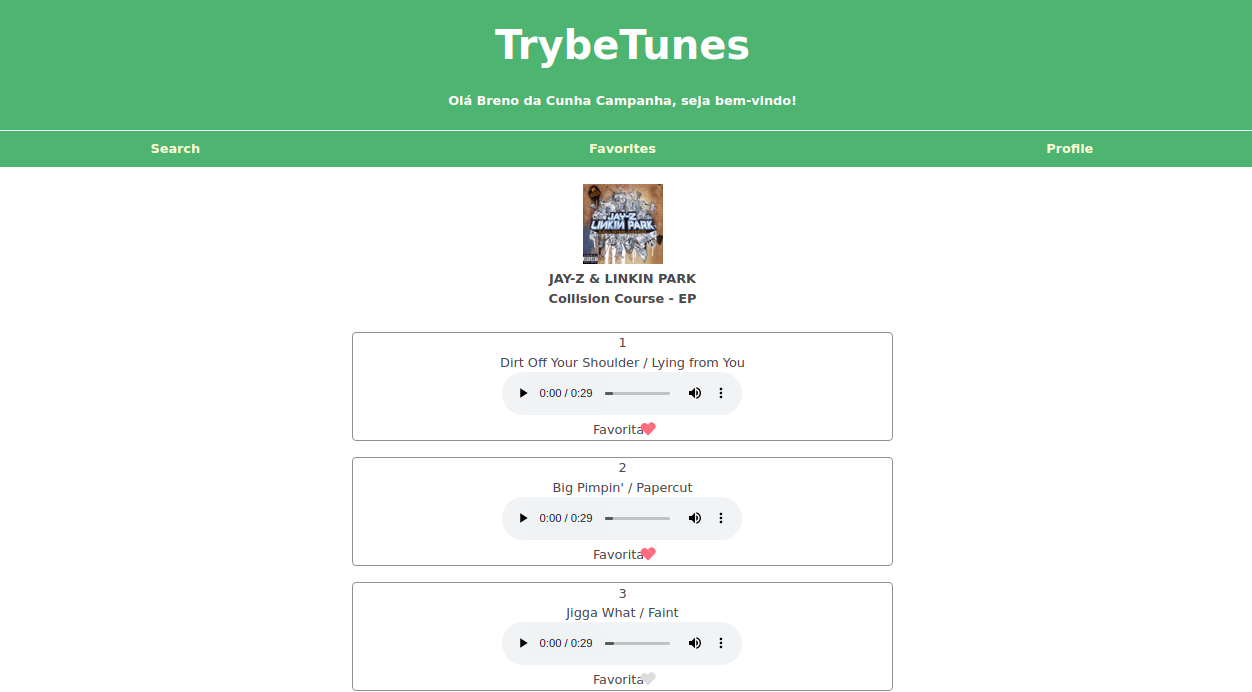 TrybeTunes
Olá Breno da Cunha Campanha, seja bem-vindo!
Search Favorites Profile
JAY-Z
LINKIN PARK
JAY-Z & LINKIN PARK
Collision Course - EP
1
Dirt Off Your Shoulder / Lying from You
0:00 / 0:29
Favorita
2
Big Pimpin' / Papercut
0:00 / 0:29
Favorita
3
Jigga What / Faint
0:00 / 0:29
Favorita